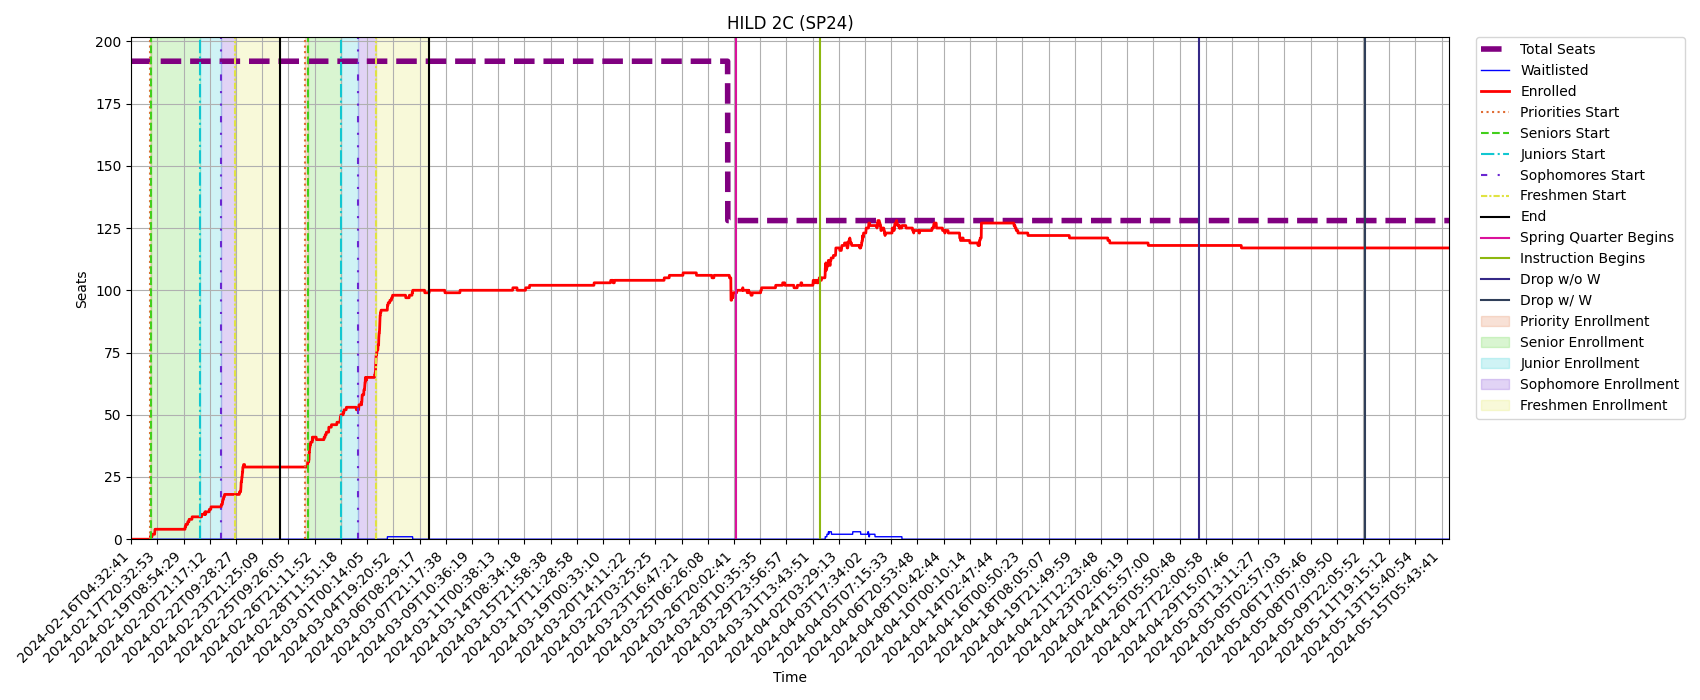 HILD 2C (SP24)
200
175
150
125
100
75
50
25
0
Seats
2024-02-16T04:32:41
2024-02-17T20:32:53
2024-02-19T08:54:29
2024-02-20T21:17:12
2024-02-22T09:28:27
2024-02-23T21:25:09
2024-02-25T09:26:05
2024-02-26T21:11:52
2024-02-28T11:51:18
2024-03-01T00:14:05
2024-03-04T19:20:52
2024-03-06T08:29:17
2024-03-07T21:17:38
2024-03-09T10:36:19
2024-03-11T00:38:13
2024-03-14T08:34:18
2024-03-15T21:58:38
2024-03-17T11:28:58
2024-03-19T00:33:10
2024-03-20T14:11:22
2024-03-22T03:25:25
2024-03-23T16:47:21
2024-03-25T06:26:08
2024-03-26T20:02:41
2024-03-28T10:35:35
2024-03-29T23:56:57
2024-03-31T13:43:51
2024-04-02T03:29:13
2024-04-03T17:34:02
2024-04-05T07:15:33
2024-04-06T20:53:48
2024-04-08T10:42:44
2024-04-10T00:10:14
2024-04-14T02:47:44
2024-04-16T16:50:23
2024-04-18T08:05:07
2024-04-19T21:49:59
2024-04-21T12:23:48
2024-04-23T02:06:19
2024-04-24T15:57:00
2024-04-26T05:50:48
2024-04-27T22:00:58
2024-04-29T15:07:46
2024-05-03T13:11:27
2024-05-05T02:57:03
2024-05-06T17:05:46
2024-05-08T07:09:50
2024-05-09T22:05:52
2024-05-11T19:15:12
2024-05-13T15:40:54
2024-05-15T05:43:41
Time
Total Seats
Waitlisted
Enrolled
Priorities Start
Seniors Start
Juniors Start
Sophomores Start
Freshmen Start
End
Spring Quarter Begins
Instruction Begins
Drop w/o W
Drop w/ W
Priority Enrollment
Senior Enrollment
Junior Enrollment
Sophomore Enrollment
Freshmen Enrollment